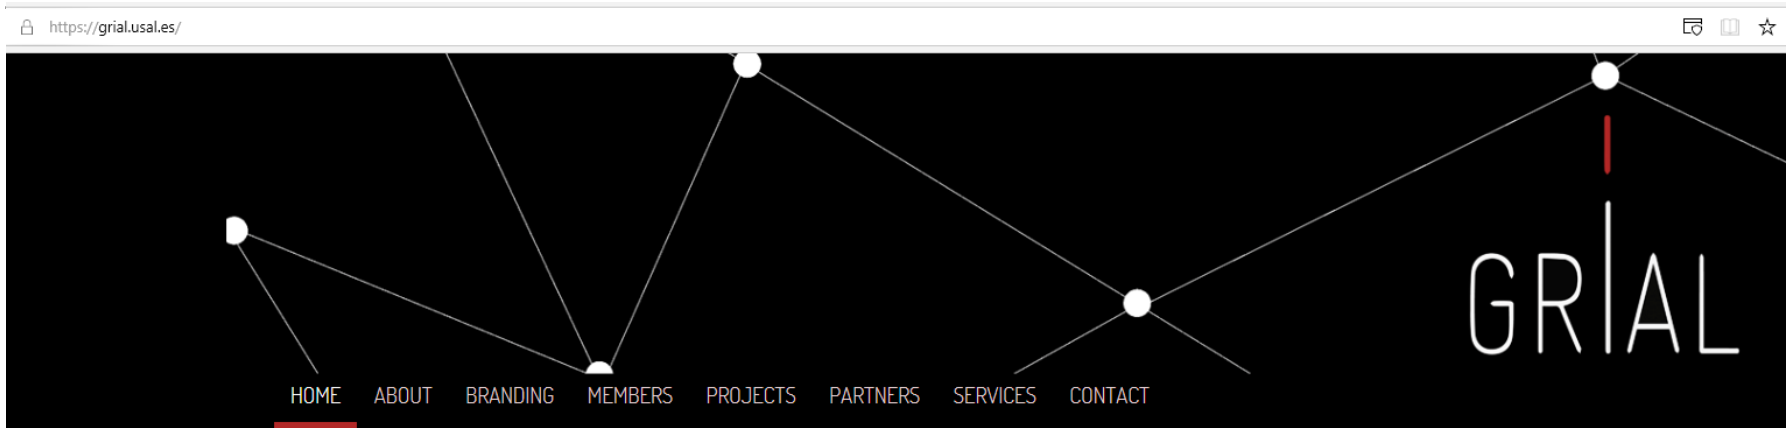 https://grial.usal.es/
GRIAL
HOME ABOUT BRANDING MEMBERS PROJECTS PARTNERS SERVICES CONTACT